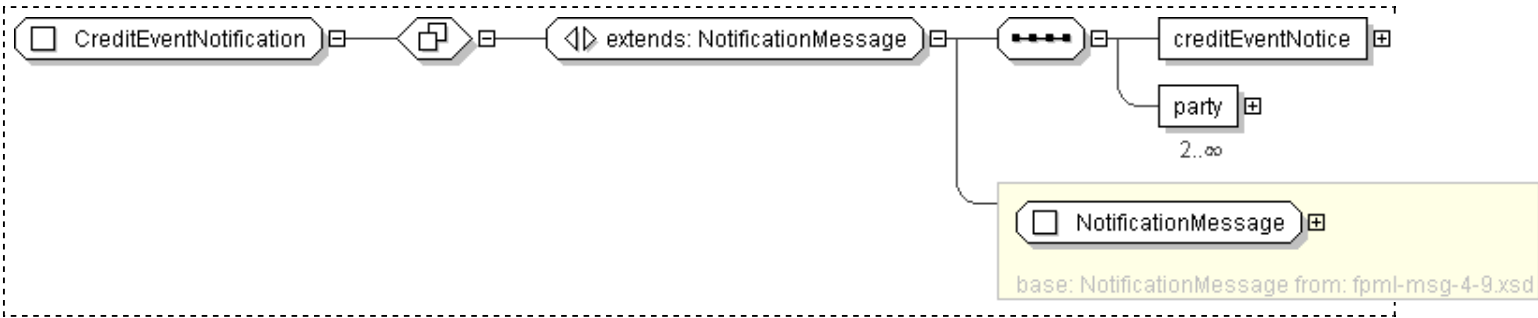 CreditEventNotification
extends: NotificationMessage
creditEventNotice
party
2..∞
NotificationMessage
base: NotificationMessage from: fpml-msg-4-9.xsd